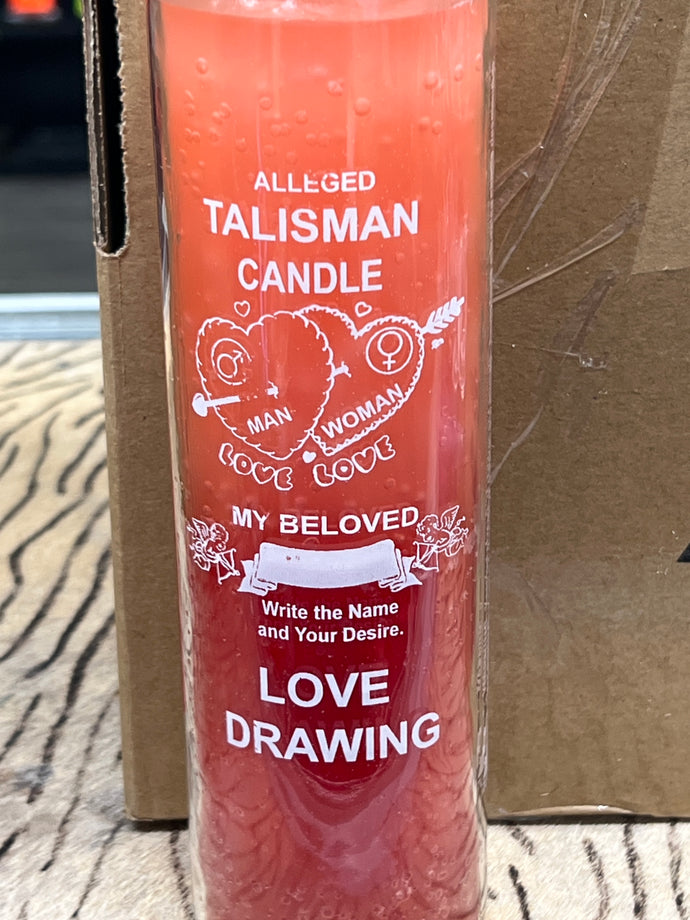 ALLEGED
TALISMAN
CANDLE
MAN
WOMAN
LOVE LOVE
MY BELOVED
Write the Name
and Your Desire.
LOVE
DRAWING